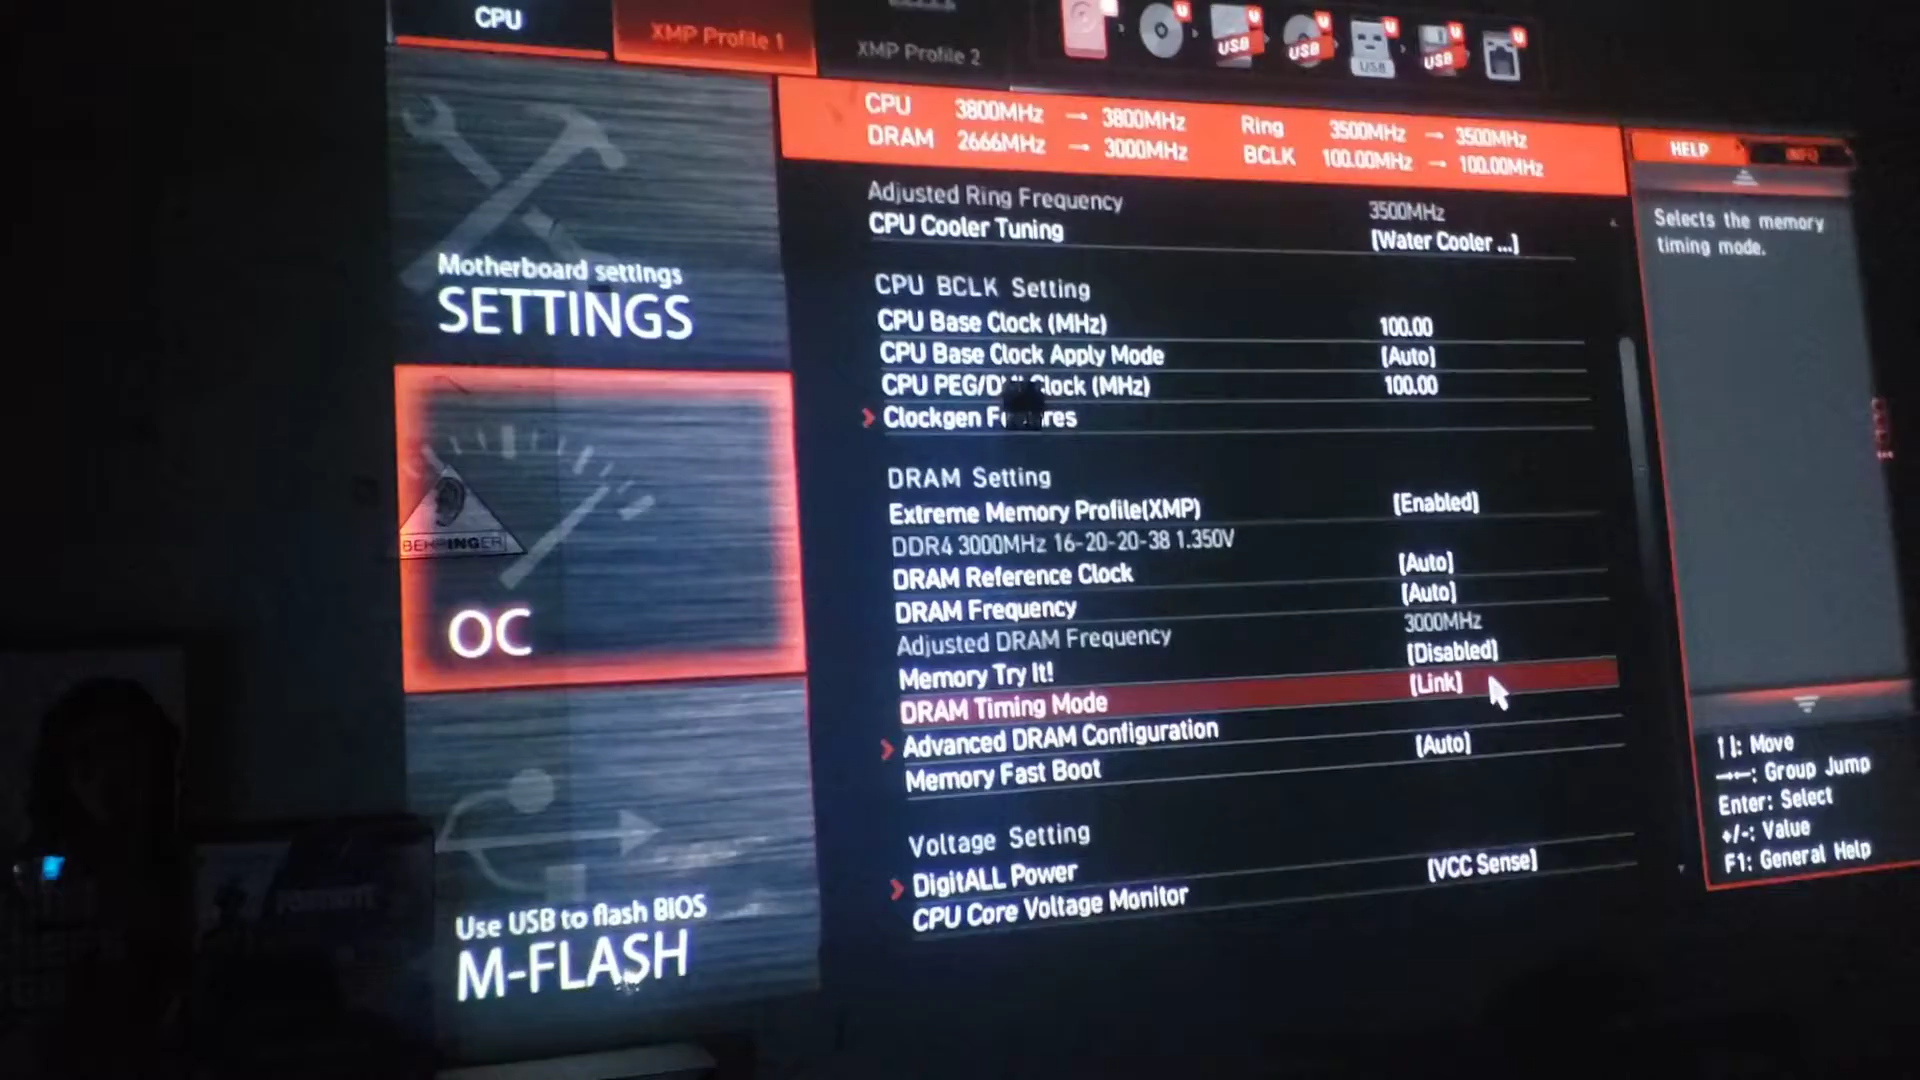 CPU
XMP Profile 1
XMP Profile 2
U
U
USB U
USB U
USB U
USB U
U
CPU 3800MHz → 3800MHz Ring 3500MHz → 3500MHz
DRAM 2666MHz → 3000MHz BCLK 100.00MHz → 100.00MHz
HELP
INFO
Motherboard settings
SETTINGS
BEHRINGER
OC
Use USB to flash BIOS
M-FLASH
Adjusted Ring Frequency 3500MHz
CPU Cooler Tuning [Water Cooler ...]
CPU BCLK Setting
CPU Base Clock (MHz) 100.00
CPU Base Clock Apply Mode [Auto]
Clock (MHz) 100.00
> Clockgen
DRAM Setting
Extreme Memory Profile(XMP) [Enabled]
DDR4 3000MHz 16-20-20-38 1.350V
DRAM Reference Clock [Auto]
DRAM Frequency [Auto]
Adjusted DRAM Frequency 3000MHz
Memory Try It! [Disabled]
DRAM Timing Mode [Link]
> Advanced DRAM Configuration
Memory Fast Boot [Auto]
Voltage Setting
> DigitALL Power
CPU Core Voltage Monitor [VCC Sense]
Selects the memory
timing mode.
↑↓: Move
→←: Group Jump
Enter: Select
+/-: Value
F1: General Help
FORTNITE